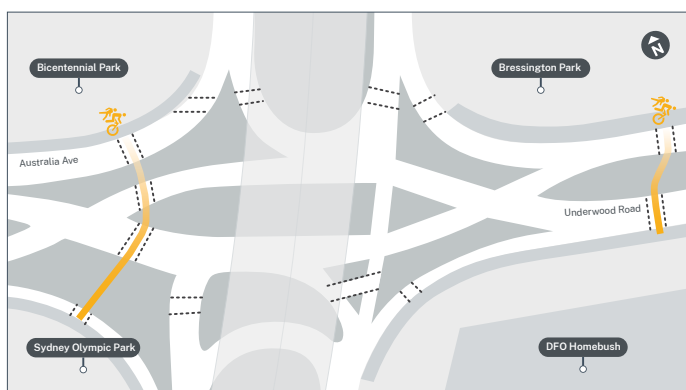 Bicentennial Park
Bressington Park
N
Australia Ave
Underwood Road
Sydney Olympic Park
DFO Homebush